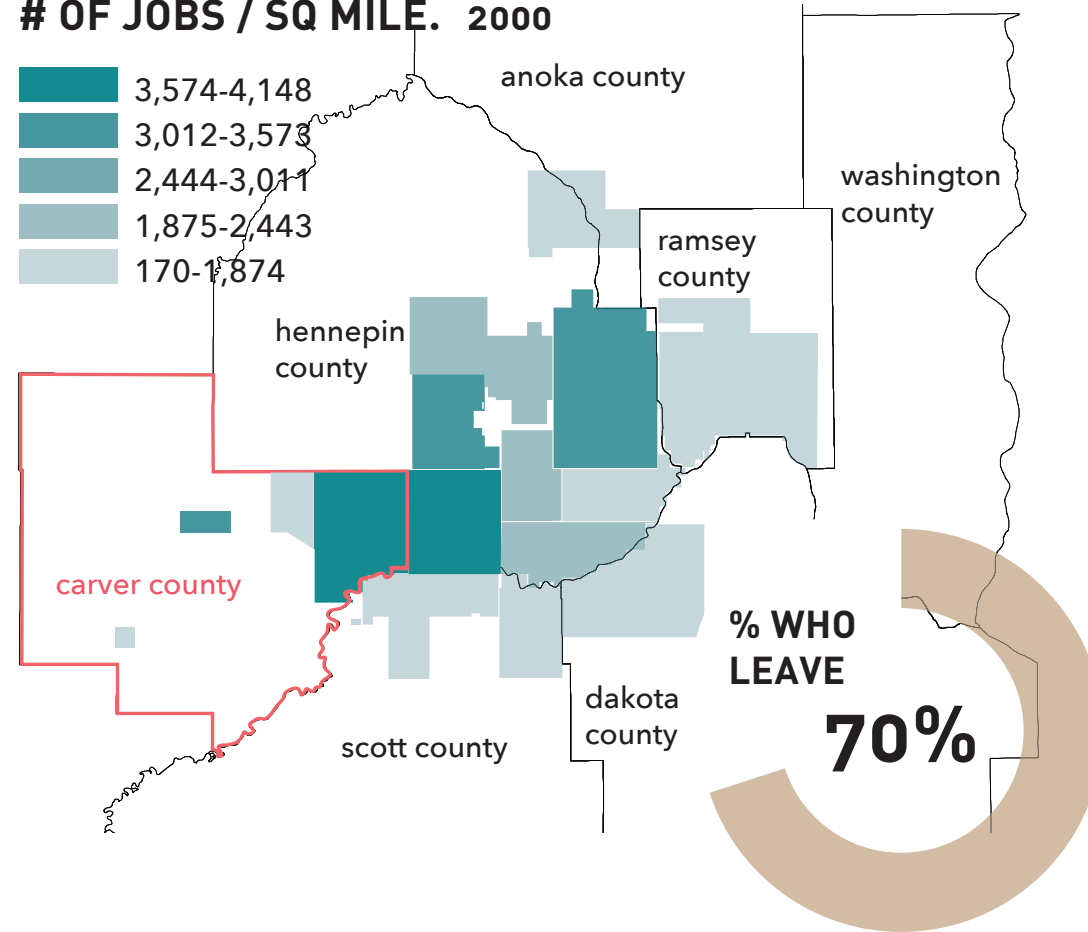 # OF JOBS / SQ MILE. 2000
3,574-4,148
3,012-3,573
2,444-3,011
1,875-2,443
170-1,874
anoka county
washington
county
ramsey
county
hennepin
county
carver county
scott county
dakota
county
% WHO
LEAVE
70%